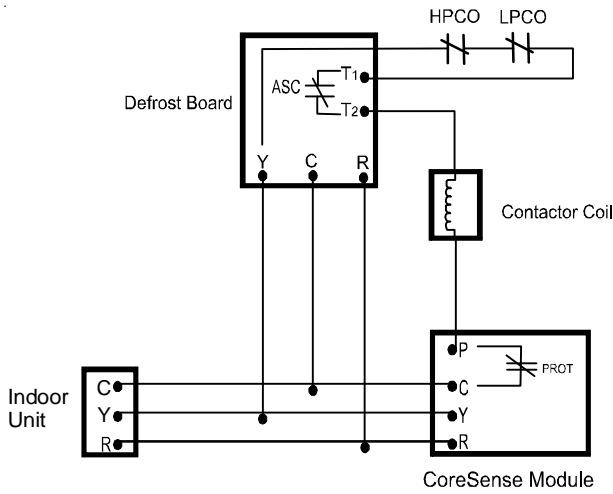 HPCO LPCO
ASC
T1
T2
Defrost Board
Y C R
Contactor Coil
P
PROT
C
Y
R
Indoor
Unit
C
Y
R
CoreSense Module